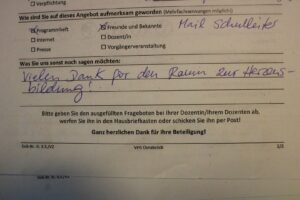 Verpflichtung
Wie sind Sie auf dieses Angebot aufmerksam geworden (Mehrfachnennungen möglich)
Programmheft Freunde und Bekannte Mail Schulleiter
Internet Dozent/in
Presse Vorgängerveranstaltung
Was Sie uns sonst noch sagen möchten:
Vielen Dank für den Raum zur Herzens-
bildung!
Bitte geben Sie den ausgefüllten Fragebogen bei Ihrer Dozentin/Ihrem Dozenten ab,
werfen Sie ihn in den Hausbriefkasten oder schicken Sie ihn per Post!
Ganz herzlichen Dank für Ihre Beteiligung!
VHS Osnabrück
2/2